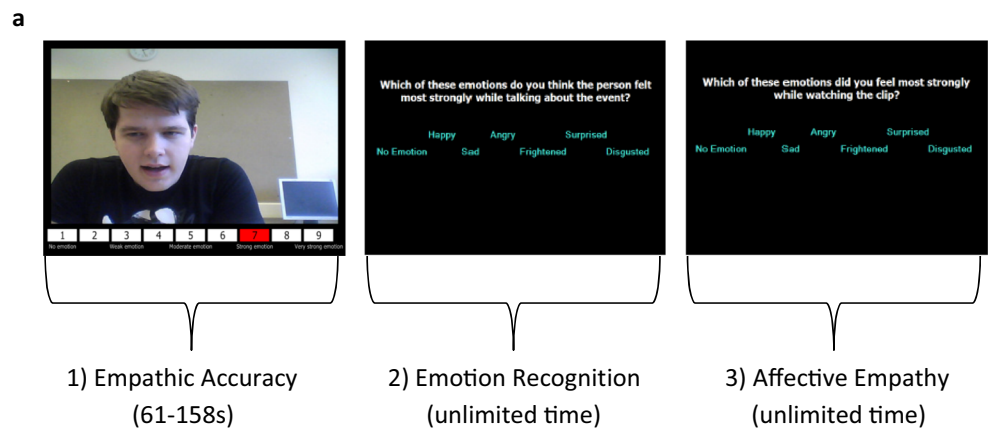 a
1 2 3 4 5 6 7 8 9
No emotion Weak emotion Moderate emotion Strong emotion Very strong emotion
Which of these emotions do you think the person felt
most strongly while talking about the event?
Happy Angry Surprised
No Emotion Sad Frightened Disgusted
Which of these emotions did you feel most strongly
while watching the clip?
Happy Angry Surprised
No Emotion Sad Frightened Disgusted
1) Empathic Accuracy
(61-158s)
2) Emotion Recognition
(unlimited time)
3) Affective Empathy
(unlimited time)